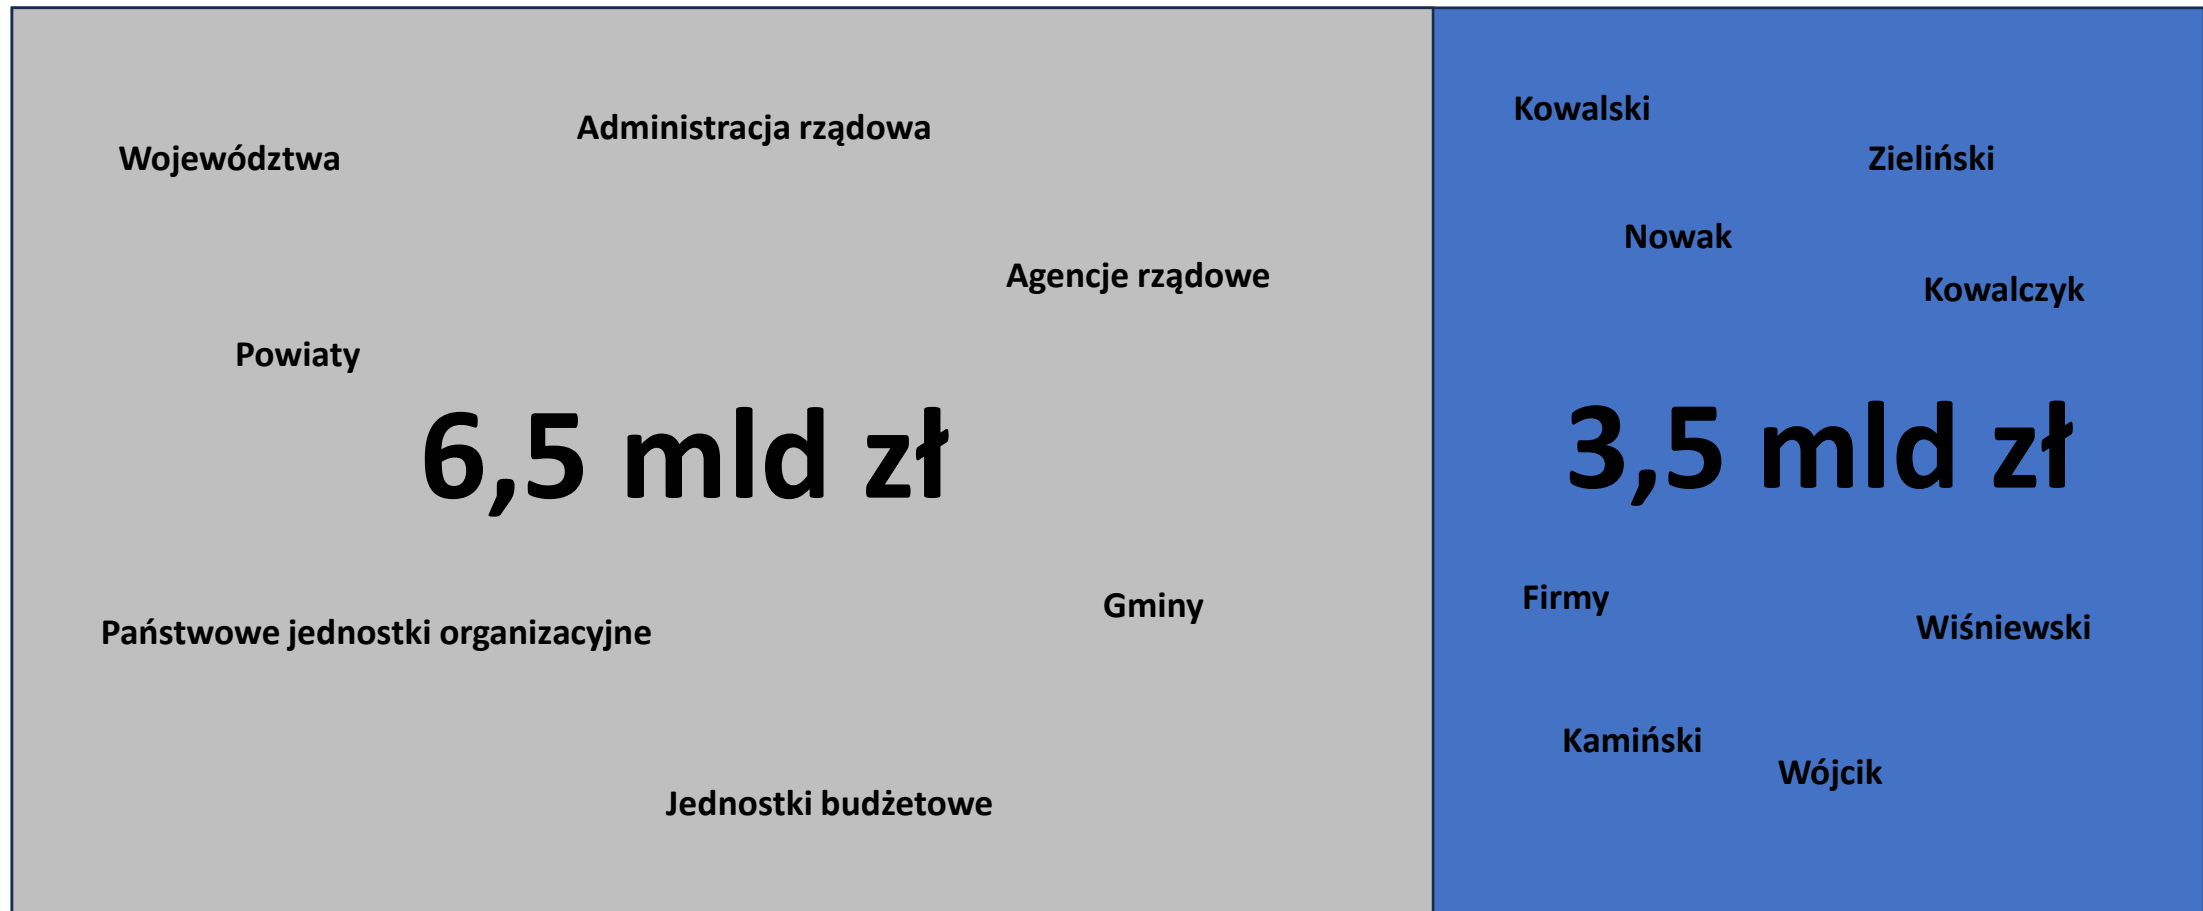 Województwa
Administracja rządowa
Agencje rządowe
Powiaty
6,5 mld zł
Gminy
Państwowe jednostki organizacyjne
Jednostki budżetowe
Kowalski
Zieliński
Nowak
Kowalczyk
3,5 mld zł
Firmy
Wiśniewski
Kamiński
Wójcik